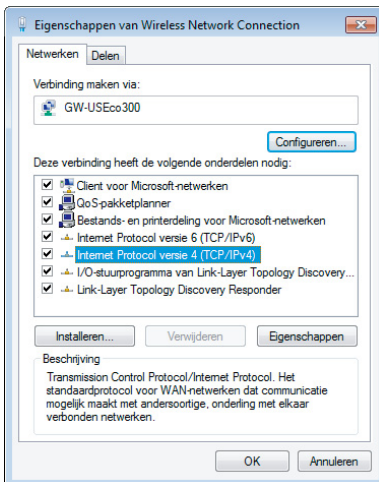 Eigenschappen van Wireless Network Connection
Netwerken Delen
Verbinding maken via:
GW-USEco300
Configureren...
Deze verbinding heeft de volgende onderdelen nodig:
Client voor Microsoft-netwerken
QoS-pakketplanner
Bestands- en printerdeling voor Microsoft-netwerken
Internet Protocol versie 6 (TCP/IPv6)
Internet Protocol versie 4 (TCP/IPv4)
I/O-stuurprogramma van Link-Layer Topology Discovery...
Link-Layer Topology Discovery Responder
Installeren... Verwijderen Eigenschappen
Beschrijving
Transmission Control Protocol/Internet Protocol. Het
standaardprotocol voor WAN-netwerken dat communicatie
mogelijk maakt met andersoortige, onderling met elkaar
verbonden netwerken.
OK Annuleren